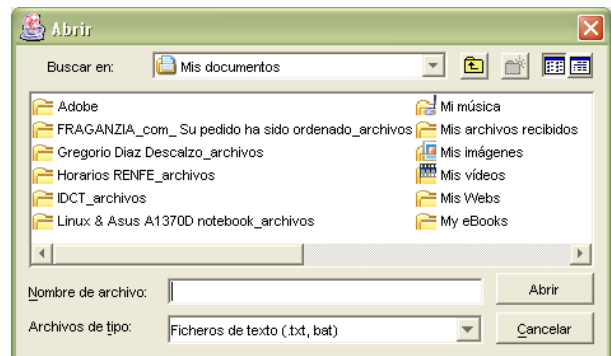 Abrir
Buscar en: Mis documentos
Adobe
FRAGANZIA_com_ Su pedido ha sido ordenado_archivos
Gregorio Diaz Descalzo_archivos
Horarios RENFE_archivos
IDCT_archivos
Linux & Asus A1370D notebook_archivos
Mi música
Mis archivos recibidos
Mis imágenes
Mis vídeos
Mis Webs
My eBooks
Nombre de archivo:
Abrir
Archivos de tipo: Ficheros de texto (.txt, bat)
Cancelar